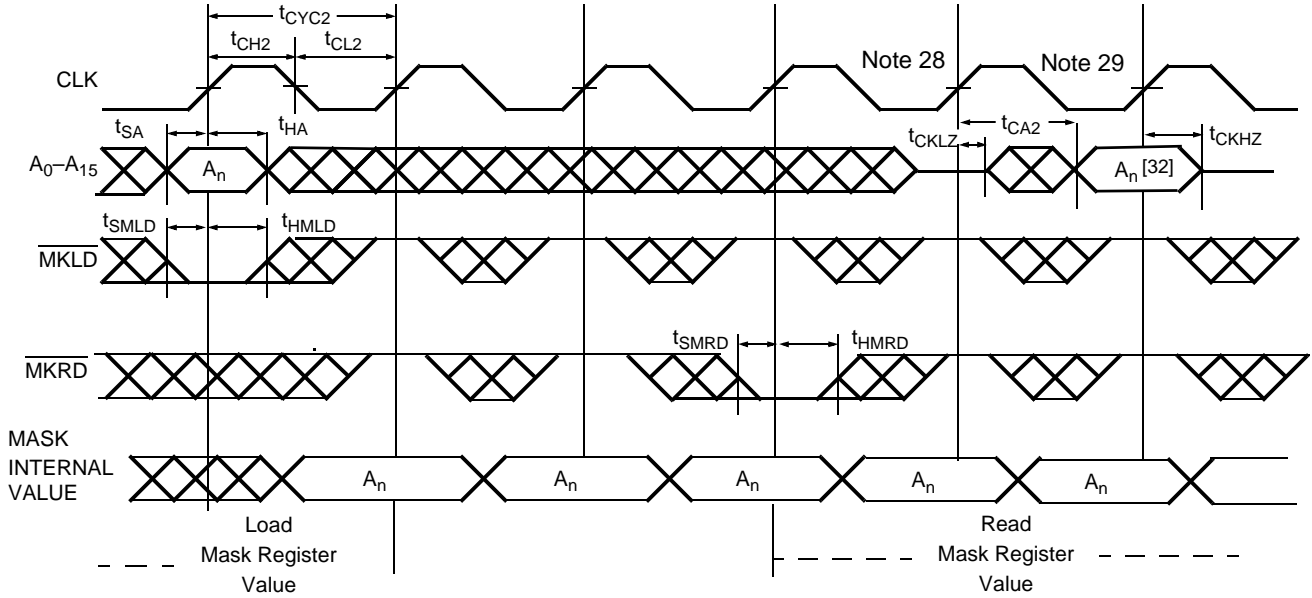 tCYC2
tCH2 tCL2
CLK
Note 28 Note 29
tSA tHA tCKLZ tCA2 tCKHZ
A0–A15 An An [32]
tSMLD tHMLD
MKLD
tSMRD tHMRD
MKRD
MASK
INTERNAL
VALUE
An An An An An
Load Read
Mask Register Mask Register
Value Value